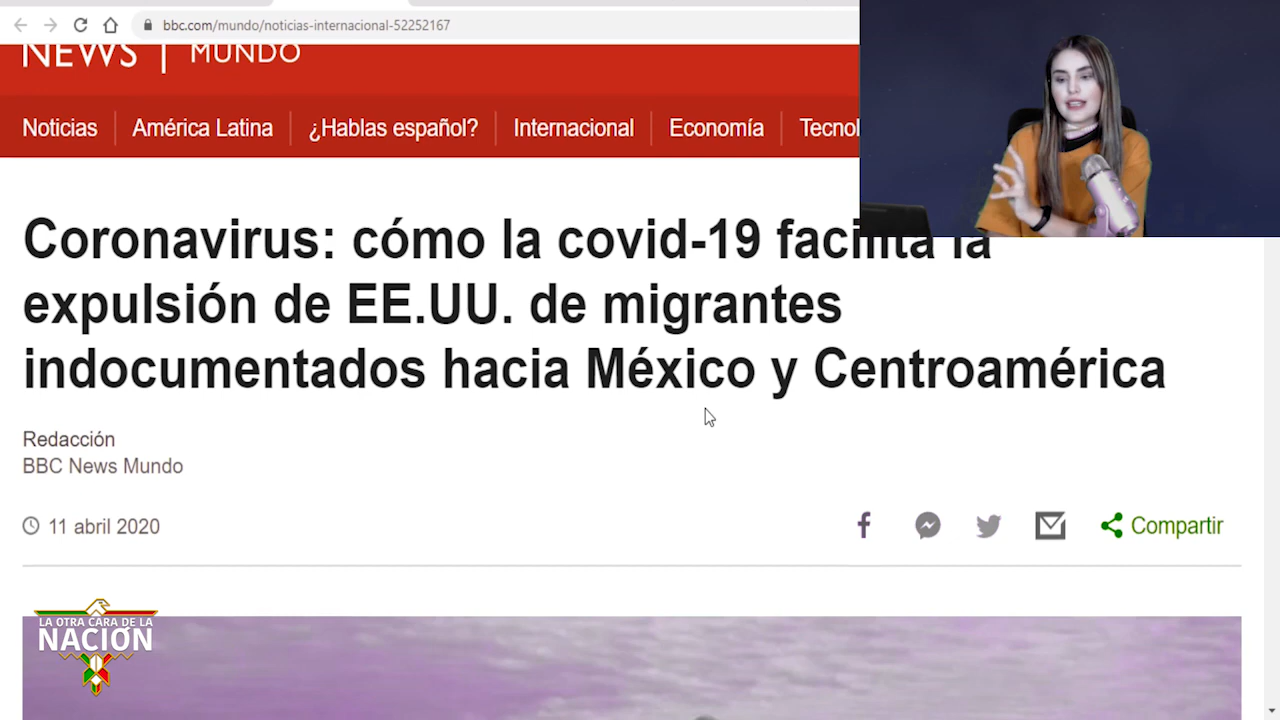 bbc.com/mundo/noticias-internacional-52252167
NEWS | MUNDO
Noticias América Latina ¿Hablas español? Internacional Economía Tecnol
Coronavirus: cómo la covid-19 facilita la
expulsión de EE.UU. de migrantes
indocumentados hacia México y Centroamérica
Redacción
BBC News Mundo
11 abril 2020
Compartir
LA OTRA CARA DE LA
NACIÓN